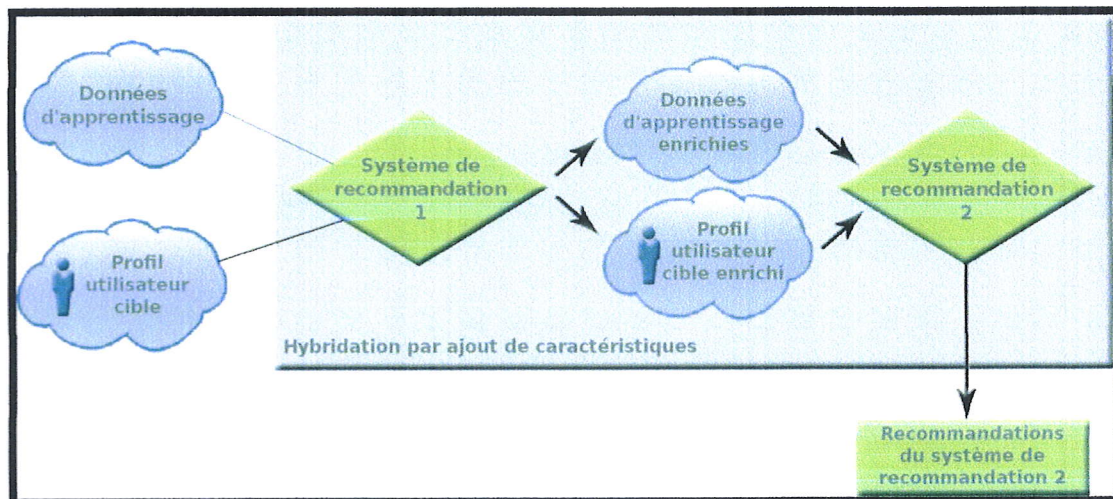 Données
d'apprentissage
Système de
recommandation
1
Profil
utilisateur
cible
Données
d'apprentissage
enrichies
Profil
utilisateur
cible enrichi
Système de
recommandation
2
Hybridation par ajout de caractéristiques
Recommandations
du système de
recommandation 2